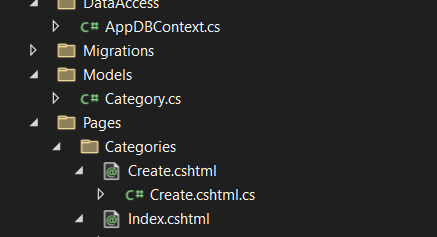 DataAccess
C# AppDBContext.cs
Migrations
Models
C# Category.cs
Pages
Categories
@ Create.cshtml
C# Create.cshtml.cs
@ Index.cshtml